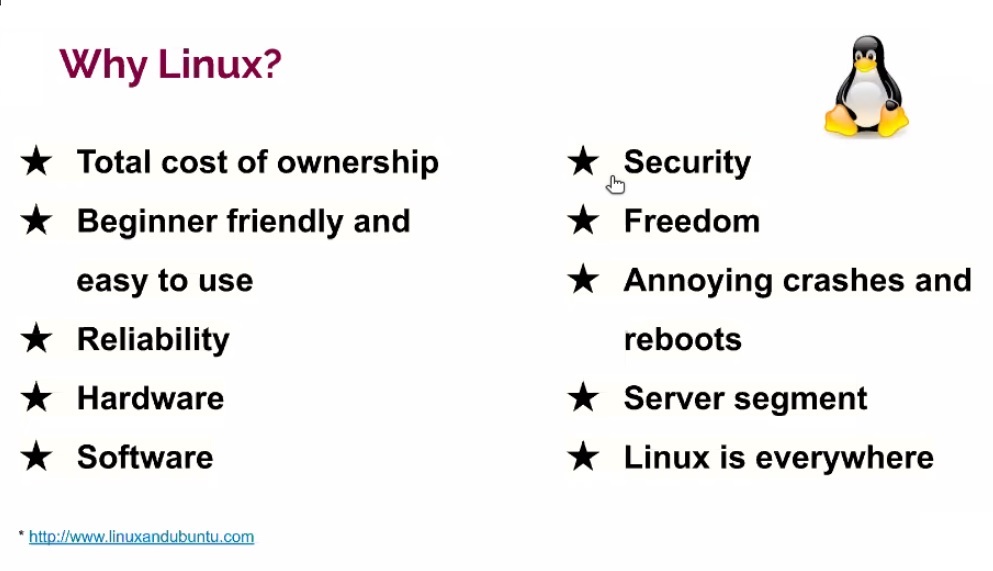 Why Linux?
★ Total cost of ownership
★ Beginner friendly and
easy to use
★ Reliability
★ Hardware
★ Software
★ Security
★ Freedom
★ Annoying crashes and
reboots
★ Server segment
★ Linux is everywhere
* http://www.linuxandubuntu.com